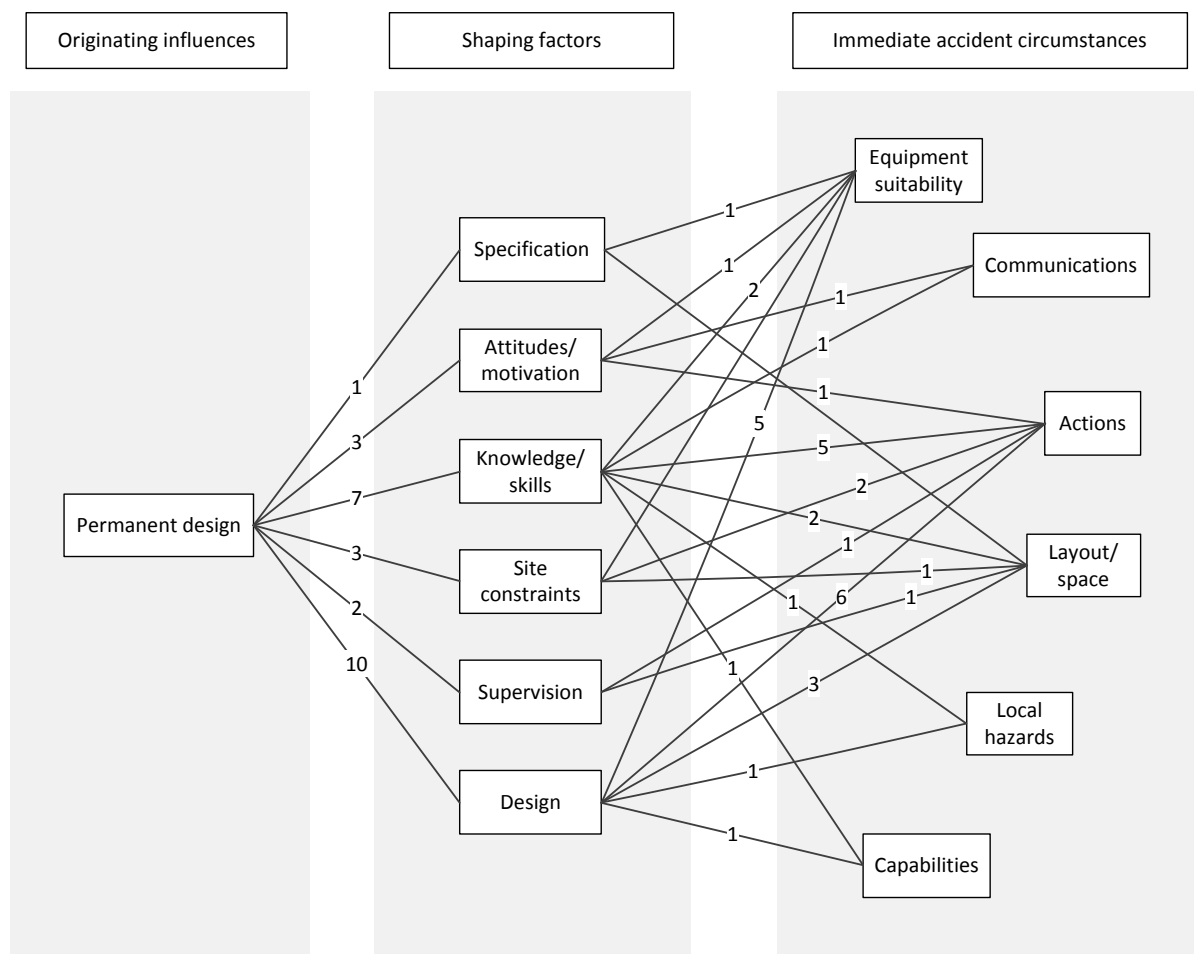 Originating influences
Shaping factors
Immediate accident circumstances
Equipment
suitability
1
Specification
Communications
1
2
1
Attitudes/
motivation
1
1
1
3
5
Actions
Knowledge/
skills
5
7
2
Permanent design
2
1
3
Site
constraints
Layout/
space
1
1
6
1
2
10
1
Supervision
3
Local
hazards
1
Design
1
Capabilities